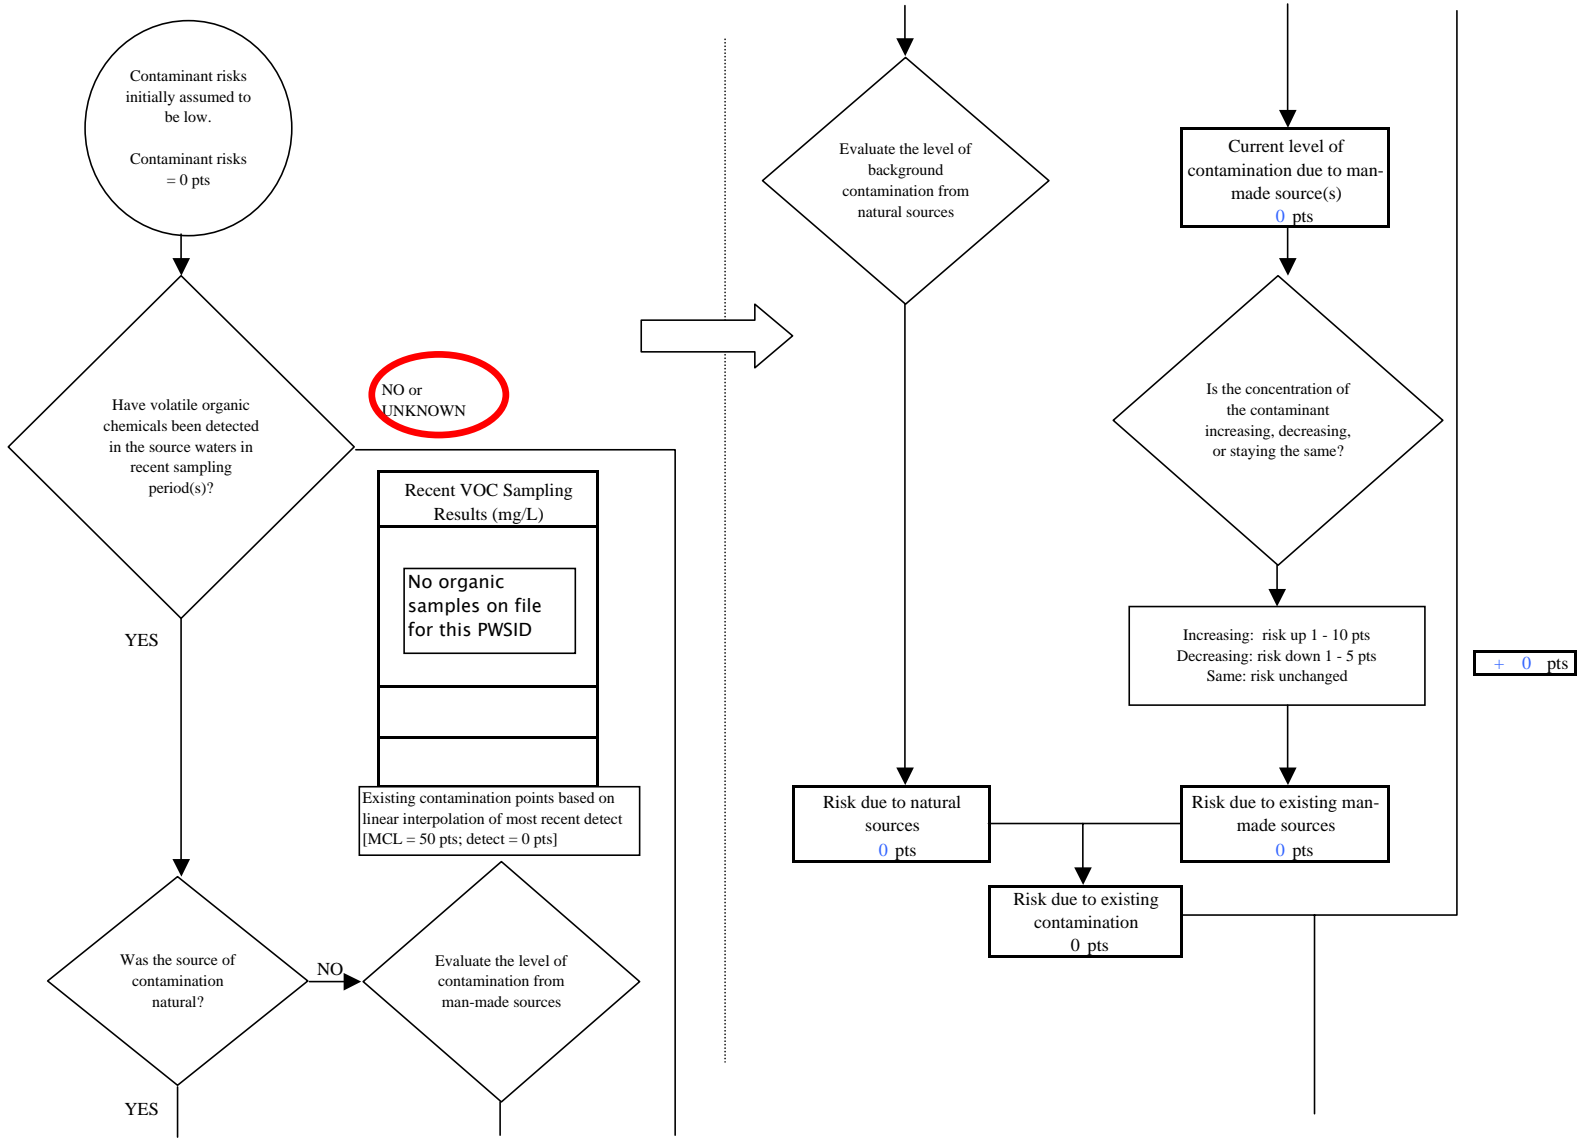 Contaminant risks
initially assumed to
be low.
Contaminant risks
= 0 pts
Have volatile organic
chemicals been detected
in the source waters in
recent sampling
period(s)?
NO or
UNKNOWN
Recent VOC Sampling
Results (mg/L)
No organic
samples on file
for this PWSID
YES
Existing contamination points based on
linear interpolation of most recent detect
[MCL = 50 pts; detect = 0 pts]
Was the source of
contamination
natural?
NO
Evaluate the level of
contamination from
man-made sources
YES
Evaluate the level of
background
contamination from
natural sources
Current level of
contamination due to man-
made source(s)
0 pts
Is the concentration of
the contaminant
increasing, decreasing,
or staying the same?
Increasing: risk up 1 - 10 pts
Decreasing: risk down 1 - 5 pts
Same: risk unchanged
+ 0 pts
Risk due to natural
sources
0 pts
Risk due to existing man-
made sources
0 pts
Risk due to existing
contamination
0 pts